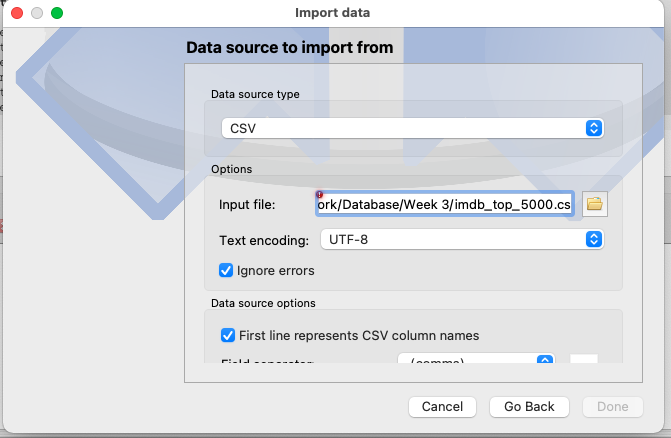 Import data
Data source to import from
Data source type
CSV
Options
Input file: ork/Database/Week 3/imdb_top_5000.cs
Text encoding: UTF-8
Ignore errors
Data source options
First line represents CSV column names
Field separator: , (comma)
Cancel Go Back Done